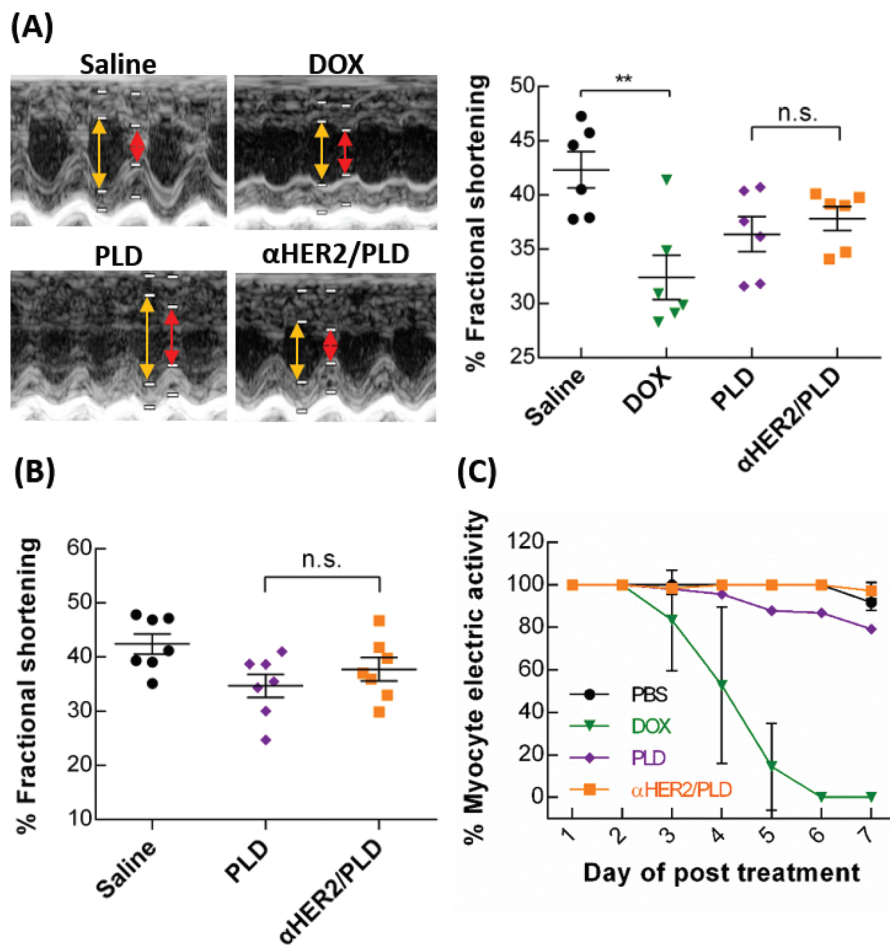 (A)
Saline
DOX
PLD
αHER2/PLD
% Fractional shortening
50
45
40
35
30
25
**
n.s.
Saline
DOX
PLD
αHER2/PLD
(B)
% Fractional shortening
60
50
40
30
20
10
n.s.
Saline
PLD
αHER2/PLD
(C)
% Myocyte electric activity
120
100
80
60
40
20
0
PBS
DOX
PLD
αHER2/PLD
1 2 3 4 5 6 7
Day of post treatment